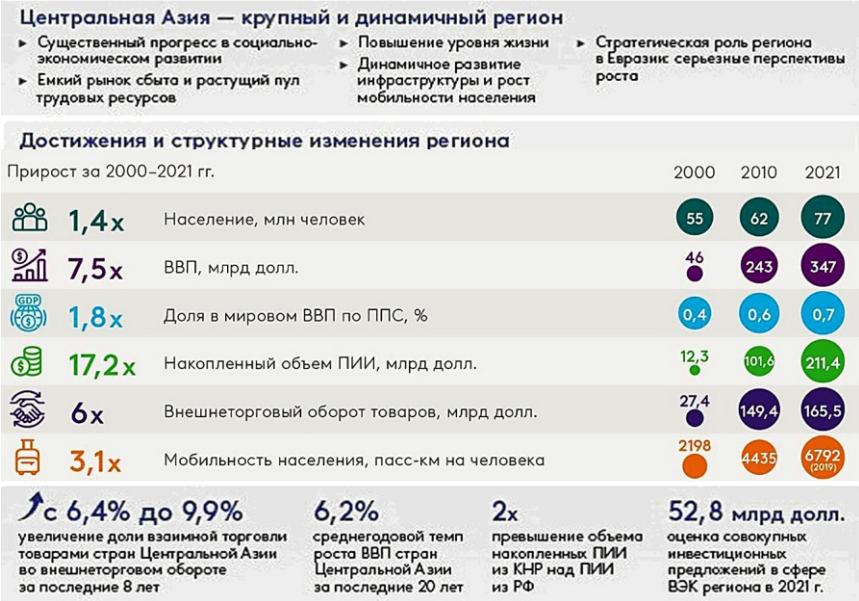 Центральная Азия — крупный и динамичный регион
► Существенный прогресс в социально-
экономическом развитии
► Емкий рынок сбыта и растущий пул
трудовых ресурсов
► Повышение уровня жизни
► Динамичное развитие
инфраструктуры и рост
мобильности населения
► Стратегическая роль региона
в Евразии: серьезные перспективы
роста
Достижения и структурные изменения региона
Прирост за 2000–2021 гг. 2000 2010 2021
1,4x Население, млн человек 55 62 77
7,5x ВВП, млрд долл. 46 243 347
GDP
1,8x Доля в мировом ВВП по ППС, % 0,4 0,6 0,7
17,2x Накопленный объем ПИИ, млрд долл. 12,3 101,6 211,4
6x Внешнеторговый оборот товаров, млрд долл. 27,4 149,4 165,5
3,1x Мобильность населения, пасс-км на человека 2198 4435 6792
(2019)
с 6,4% до 9,9%
увеличение доли взаимной торговли
товарами стран Центральной Азии
во внешнеторговом обороте
за последние 8 лет
6,2%
среднегодовой темп
роста ВВП стран
Центральной Азии
за последние 20 лет
2x
превышение объема
накопленных ПИИ
из КНР над ПИИ
из РФ
52,8 млрд долл.
оценка совокупных
инвестиционных
предложений в сфере
ВЭК региона в 2021 г.